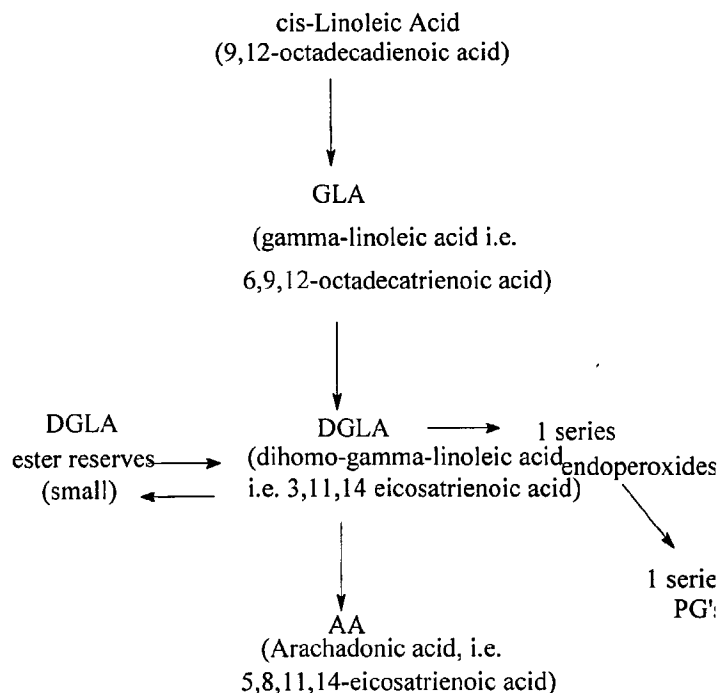 cis-Linoleic Acid
(9,12-octadecadienoic acid)
GLA
(gamma-linoleic acid i.e.
6,9,12-octadecatrienoic acid)
DGLA
ester reserves
(small)
DGLA
(dihomo-gamma-linoleic acid
i.e. 3,11,14 eicosatrienoic acid)
1 series
endoperoxides
1 serie
PG's
AA
(Arachadonic acid, i.e.
5,8,11,14-eicosatrienoic acid)